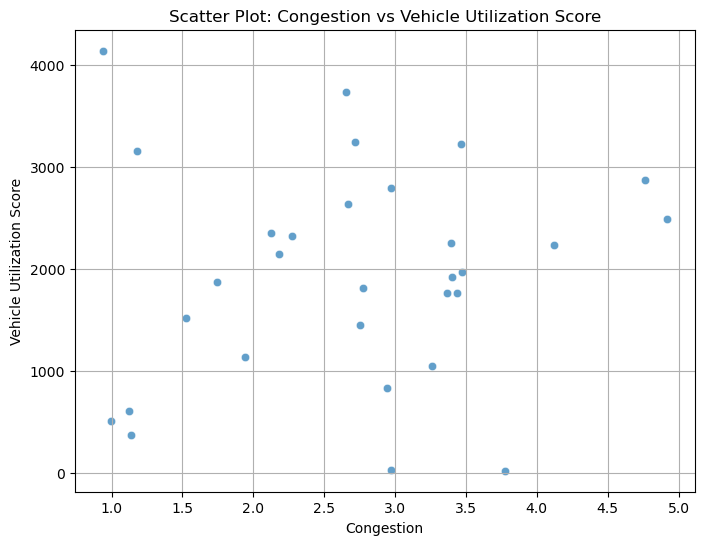 Scatter Plot: Congestion vs Vehicle Utilization Score
4000
3000
2000
1000
0
Vehicle Utilization Score
1.0 1.5 2.0 2.5 3.0 3.5 4.0 4.5 5.0
Congestion